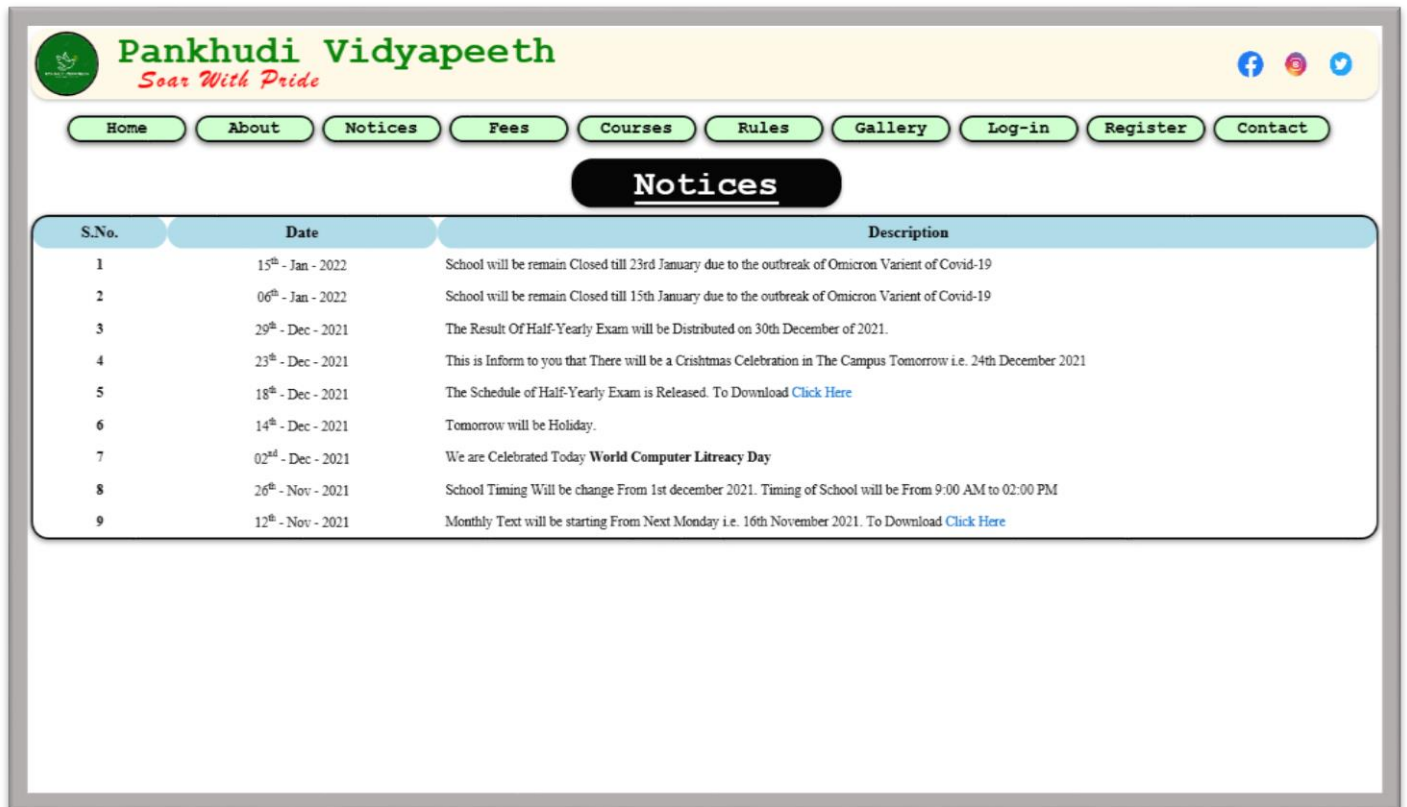 Pankhudi Vidyapeeth
Soar With Pride
Home About Notices Fees Courses Rules Gallery Log-in Register Contact
Notices
S.No. Date Description
1 15th - Jan - 2022 School will be remain Closed till 23rd January due to the outbreak of Omicron Varient of Covid-19
2 06th - Jan - 2022 School will be remain Closed till 15th January due to the outbreak of Omicron Varient of Covid-19
3 29th - Dec - 2021 The Result Of Half-Yearly Exam will be Distributed on 30th December of 2021.
4 23th - Dec - 2021 This is Inform to you that There will be a Crishtmas Celebration in The Campus Tomorrow i.e. 24th December 2021
5 18th - Dec - 2021 The Schedule of Half-Yearly Exam is Released. To Download Click Here
6 14th - Dec - 2021 Tomorrow will be Holiday.
7 02nd - Dec - 2021 We are Celebrated Today World Computer Litreacy Day
8 26th - Nov - 2021 School Timing Will be change From 1st december 2021. Timing of School will be From 9:00 AM to 02:00 PM
9 12th - Nov - 2021 Monthly Text will be starting From Next Monday i.e. 16th November 2021. To Download Click Here